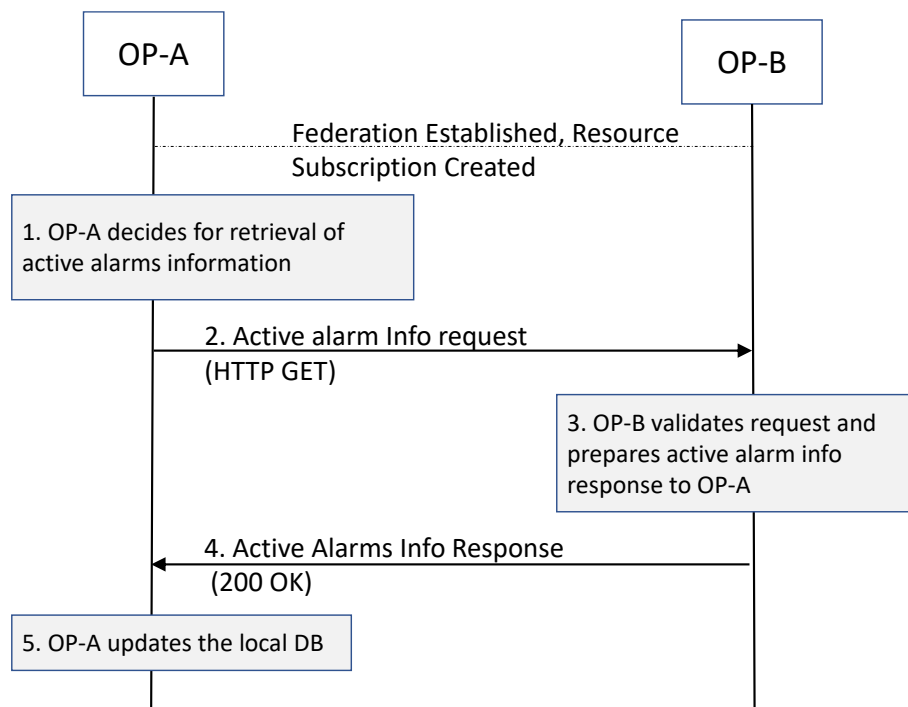 OP-A
OP-B
Federation Established, Resource
Subscription Created
1. OP-A decides for retrieval of
active alarms information
2. Active alarm Info request
(HTTP GET)
3. OP-B validates request and
prepares active alarm info
response to OP-A
4. Active Alarms Info Response
(200 OK)
5. OP-A updates the local DB